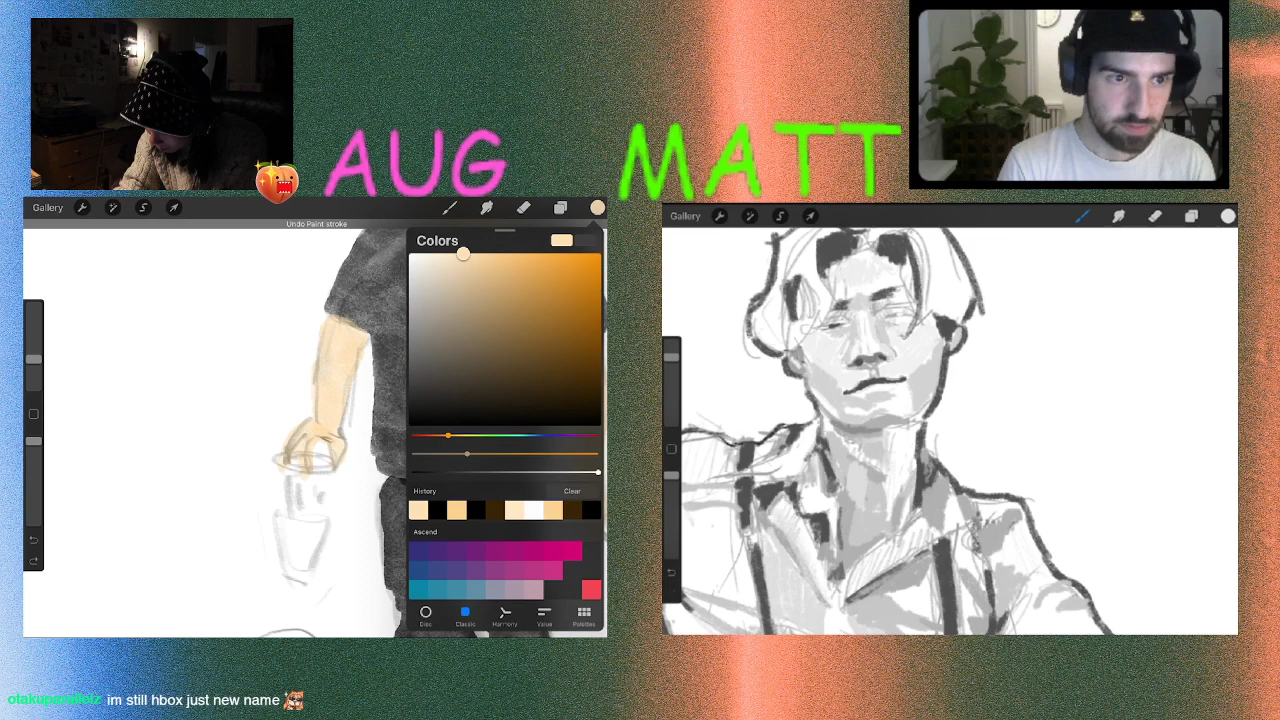 AUG
MATT
Gallery
Undo Paint stroke
Colors
History
Clear
Ascend
Disc
Classic
Harmony
Value
Palettes
Gallery
im still hbox just new name